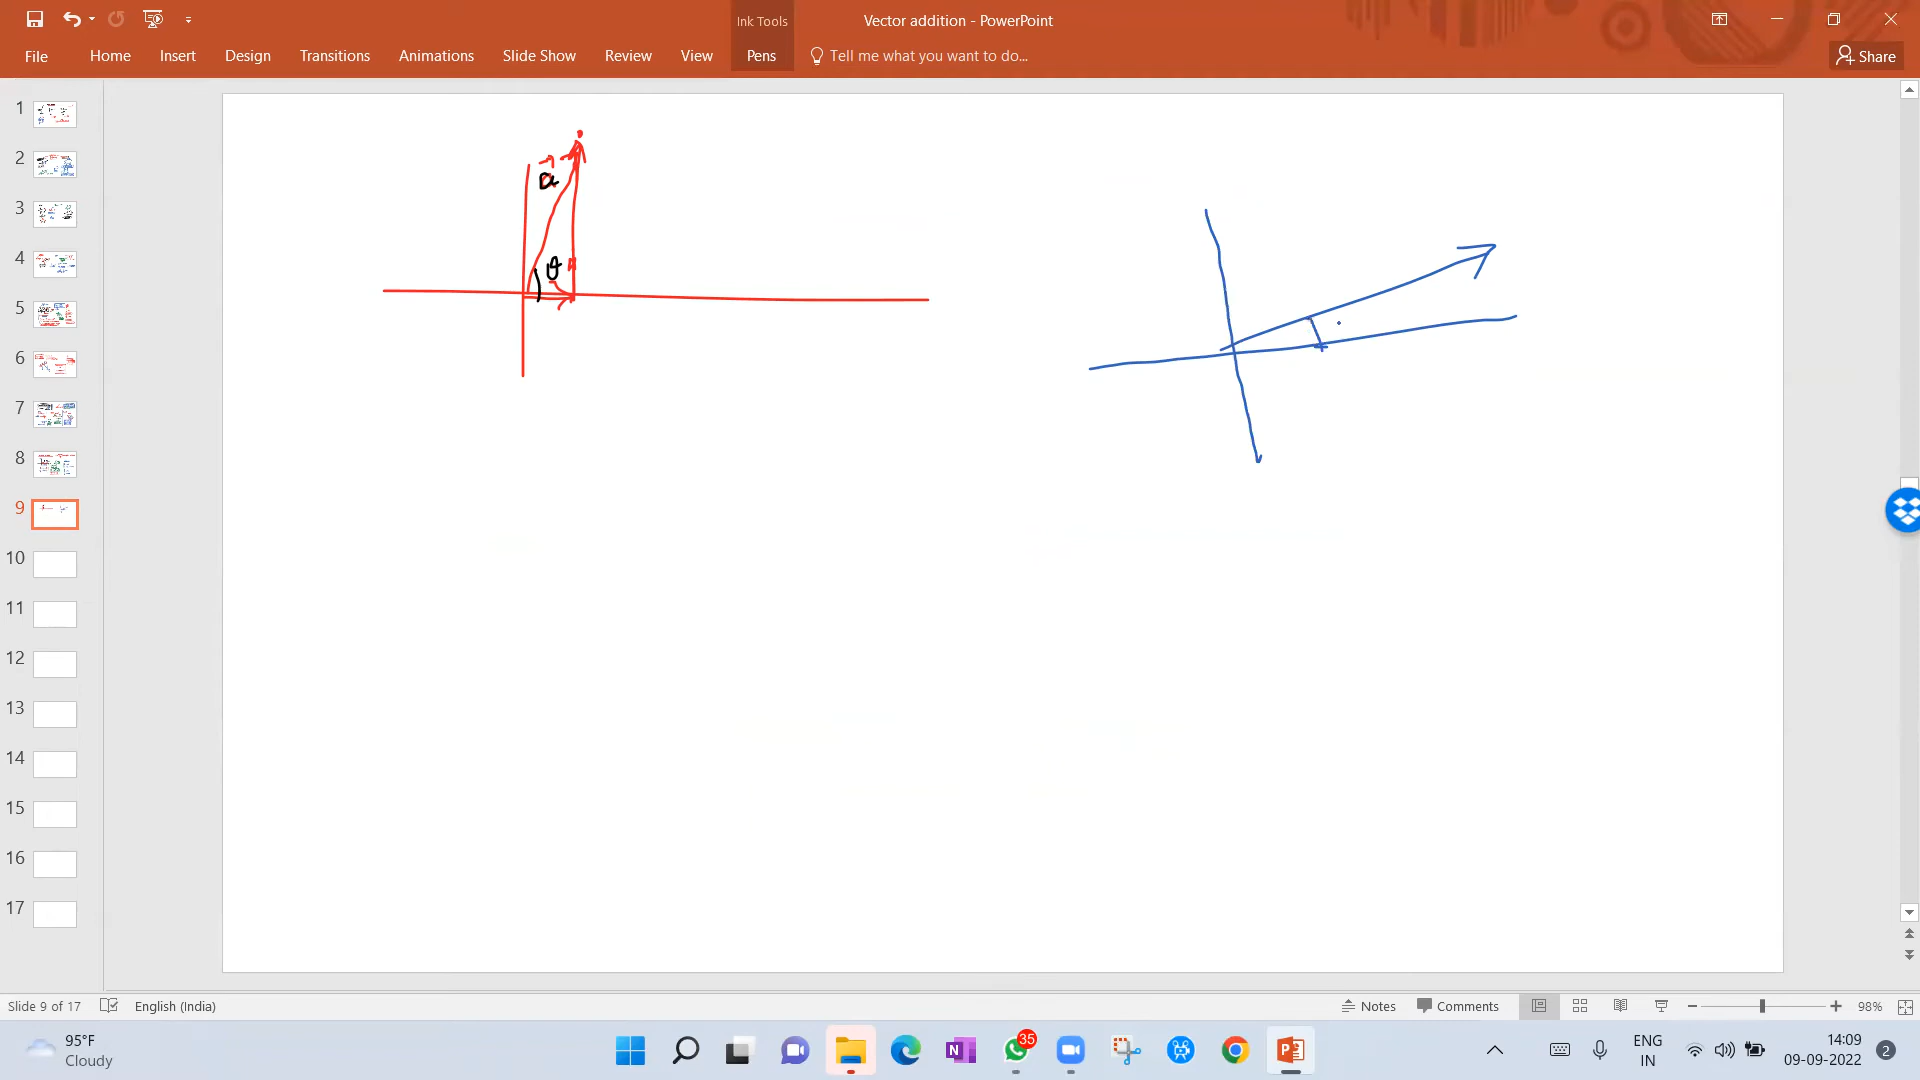 Ink Tools
Vector addition - PowerPoint
File Home Insert Design Transitions Animations Slide Show Review View Pens Tell me what you want to do... Share
1
2
3
4
5
6
7
8
9
10
11
12
13
14
15
16
17
a
θ
Slide 9 of 17 English (India) Notes Comments 98%
95°F
Cloudy
35
ENG
IN
14:09
09-09-2022
2